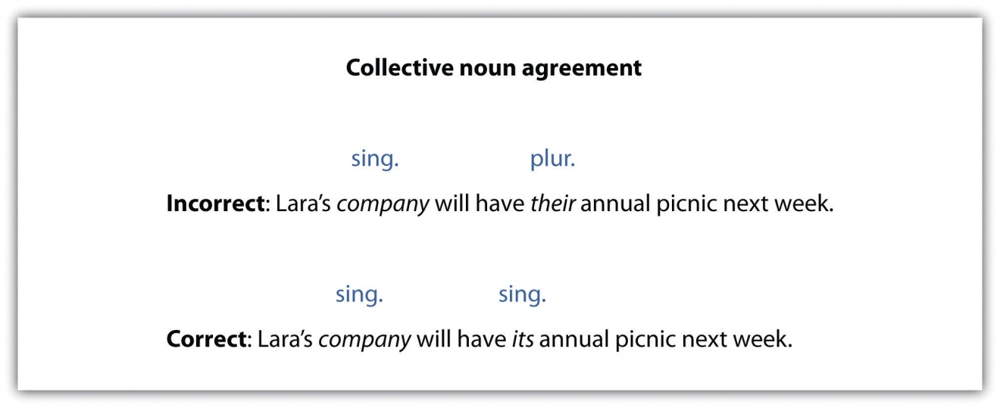 Collective noun agreement
sing. plur.
Incorrect: Lara’s company will have their annual picnic next week.
sing. sing.
Correct: Lara’s company will have its annual picnic next week.